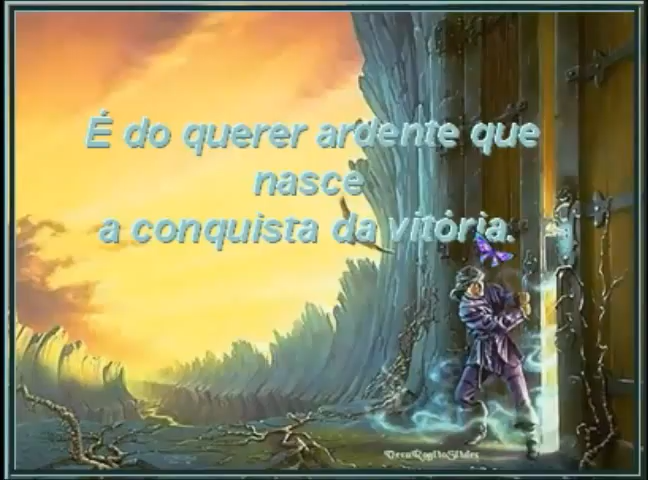 É do querer ardente que
nasce
a conquista da vitória.